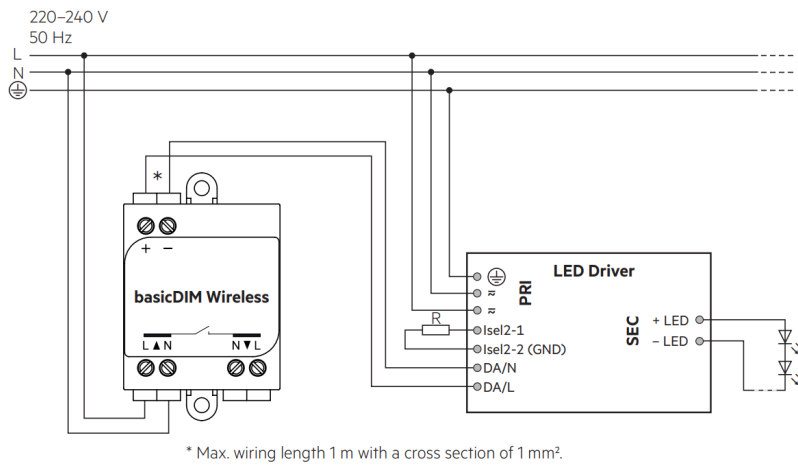 220–240 V
50 Hz
L
N
*
+ −
basicDIM Wireless
L ▲ N N ▼ L
LED Driver
PRI
≈
≈
R
Isel2-1
Isel2-2 (GND)
DA/N
DA/L
SEC
+ LED
− LED
* Max. wiring length 1 m with a cross section of 1 mm².